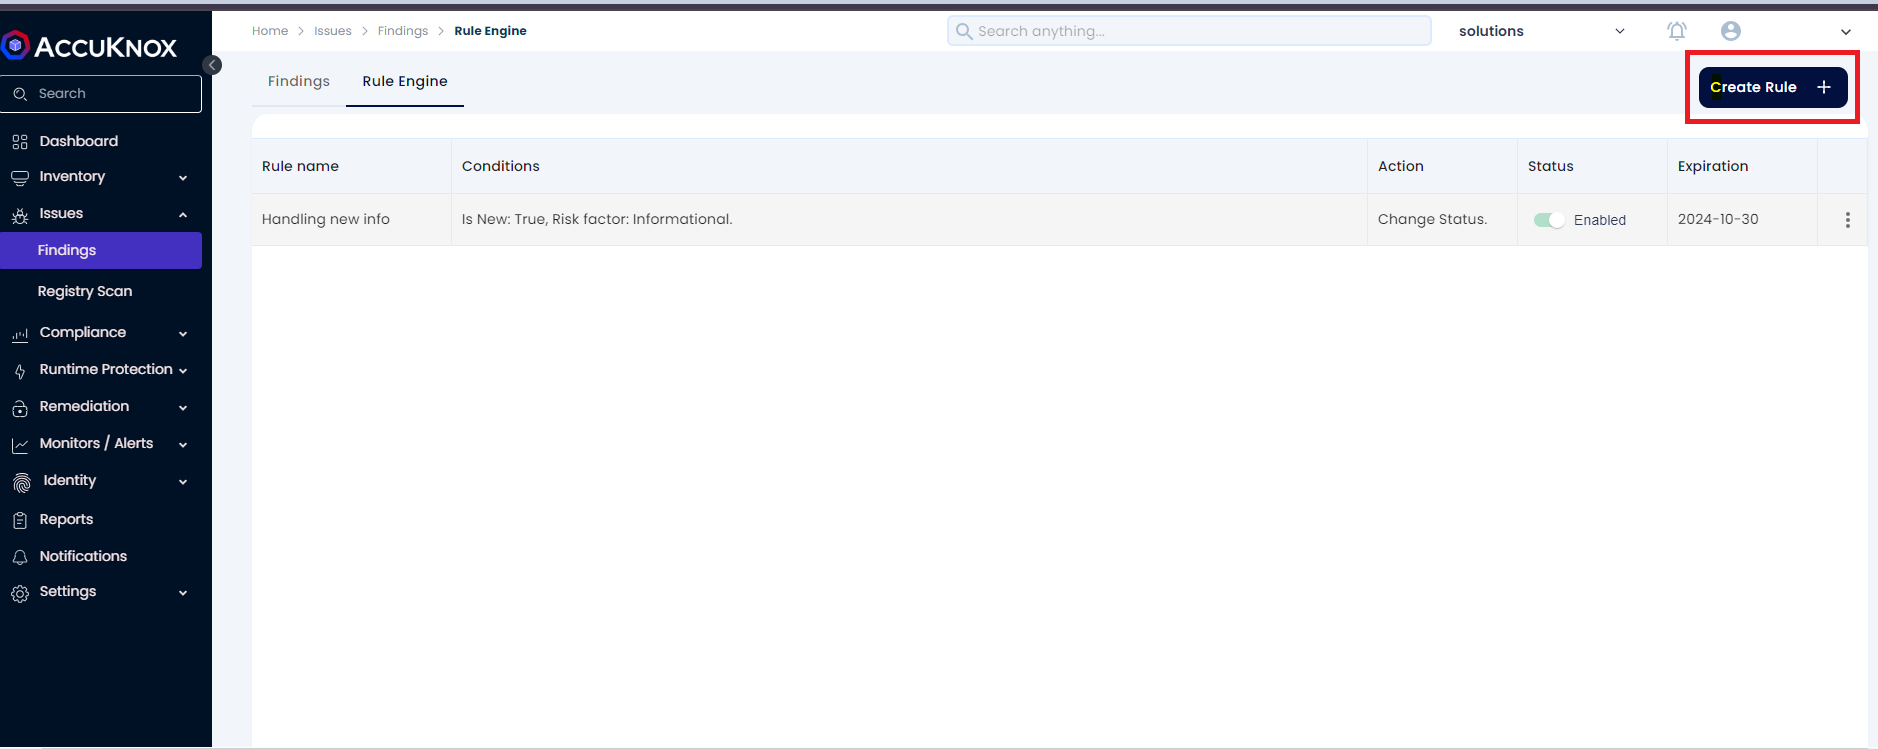 Home > Issues > Findings > Rule Engine
Search anything...
solutions
ACCUKNOX
Search
Dashboard
Inventory
Issues
Findings
Registry Scan
Compliance
Runtime Protection
Remediation
Monitors / Alerts
Identity
Reports
Notifications
Settings
Findings Rule Engine
Create Rule +
Rule name Conditions Action Status Expiration
Handling new info Is New: True, Risk factor: Informational. Change Status. Enabled 2024-10-30